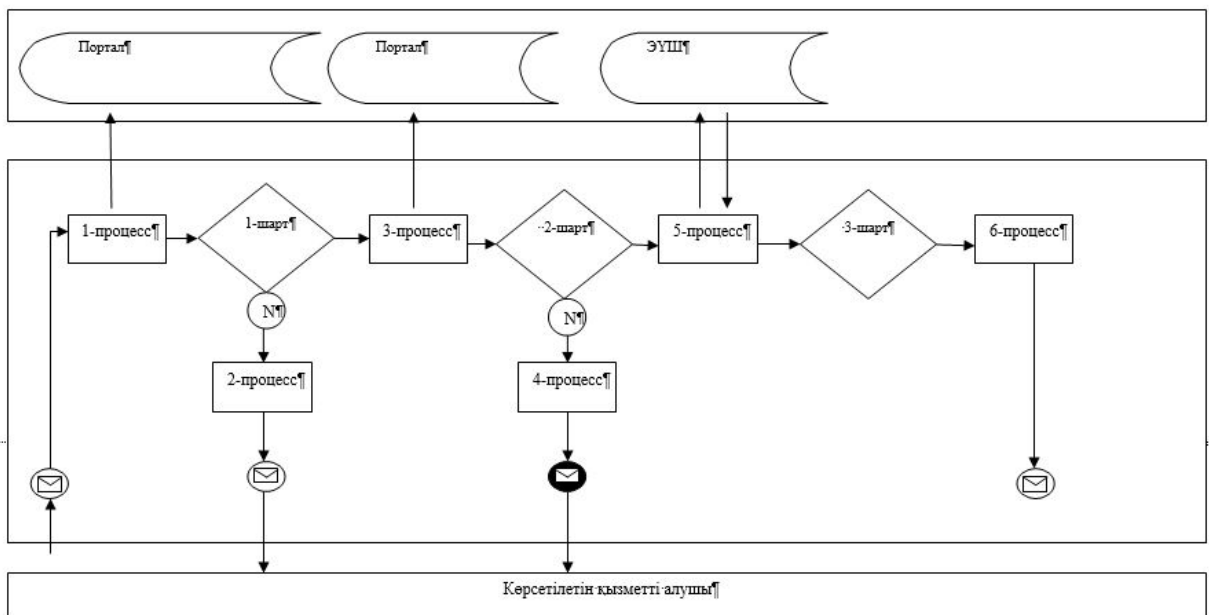 Портал¶
Портал¶
ЭҮШ¶
1-процесс¶
1-шарт¶
3-процесс¶
··2-шарт¶
5-процесс¶
·3-шарт¶
6-процесс¶
N¶
N¶
2-процесс¶
4-процесс¶
Көрсетілетін·қызметті·алушы¶